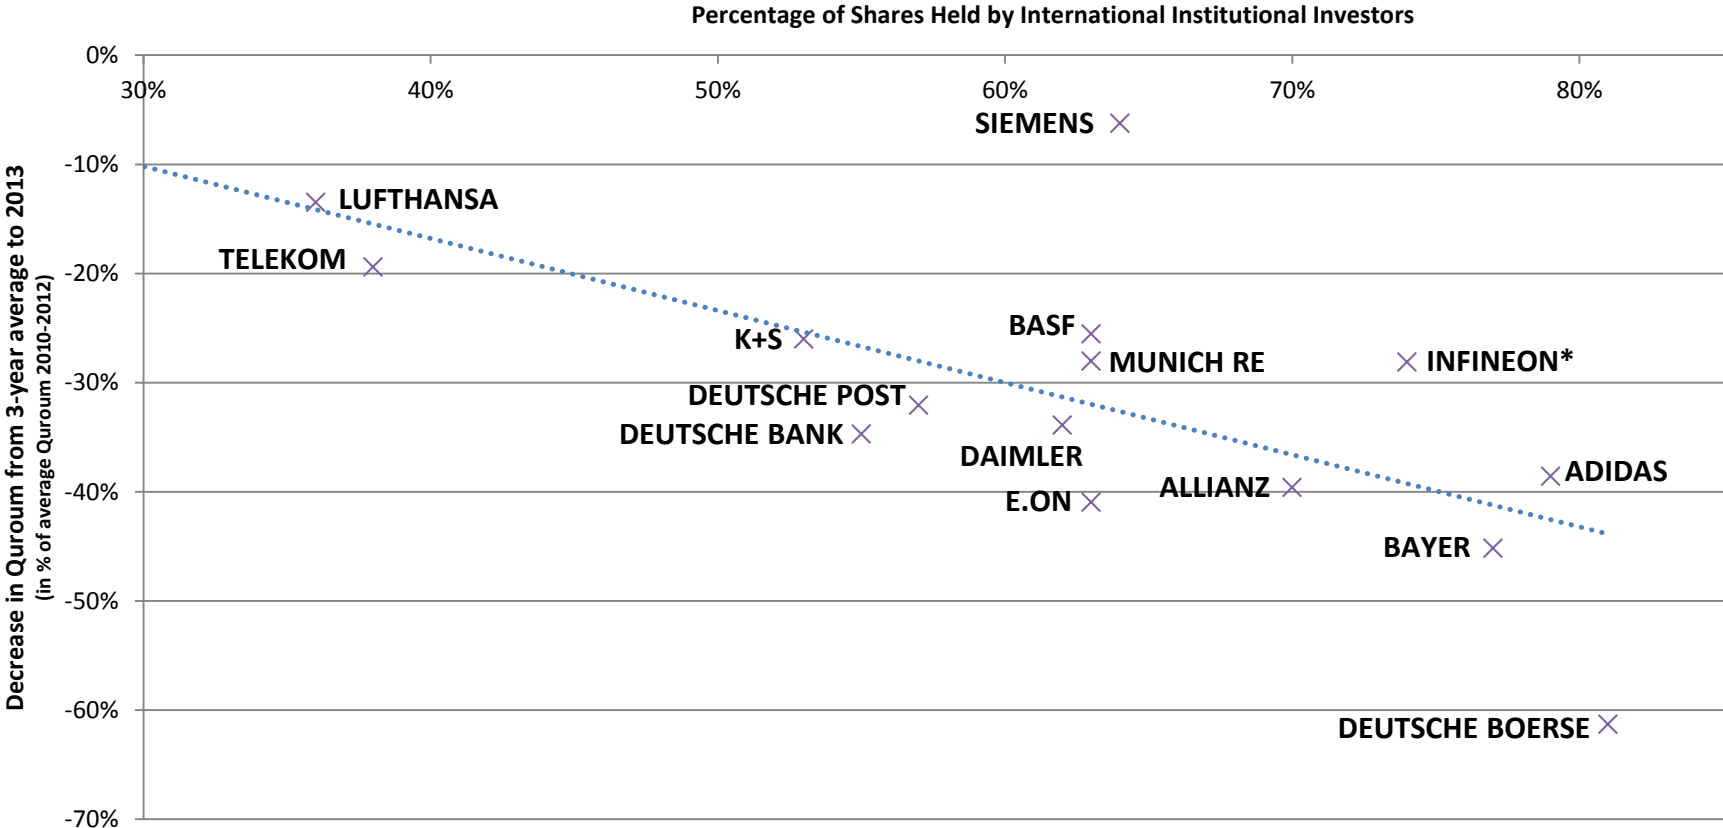 Percentage of Shares Held by International Institutional Investors
0%
30%
40%
50%
60%
70%
80%
SIEMENS
-10%
LUFTHANSA
TELEKOM
-20%
BASF
K+S
MUNICH RE
INFINEON*
-30%
DEUTSCHE POST
DEUTSCHE BANK
DAIMLER
ADIDAS
ALLIANZ
-40%
E.ON
BAYER
-50%
-60%
DEUTSCHE BOERSE
-70%
Decrease in Quroum from 3-year average to 2013
(in % of average Quroum 2010-2012)